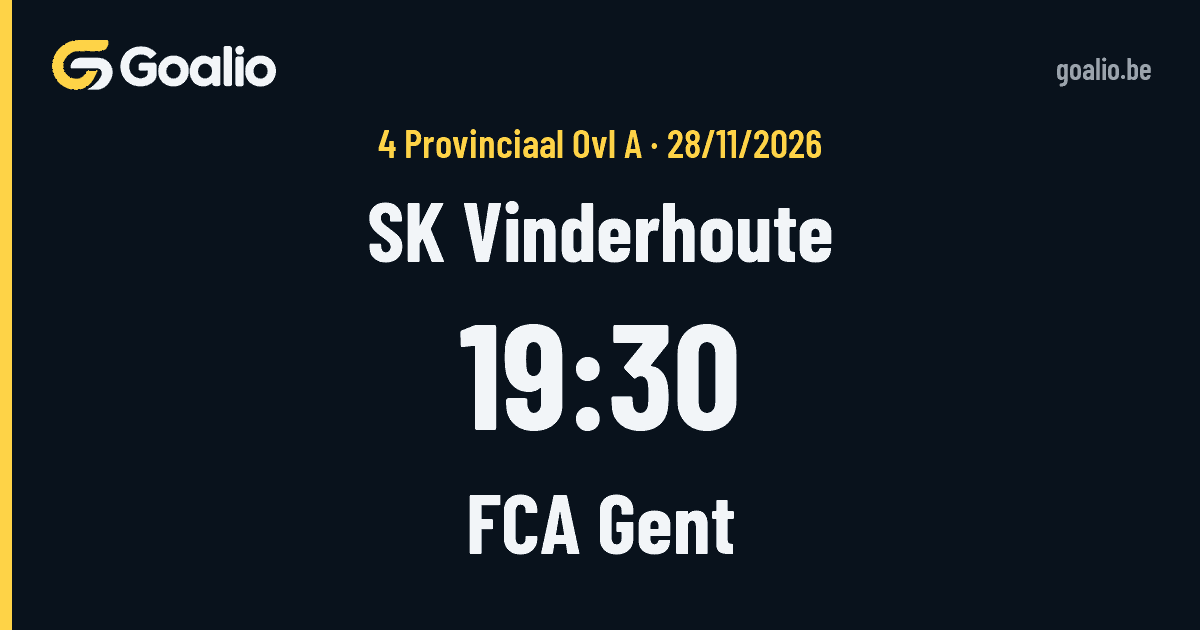 Goalio
goalio.be
4 Provinciaal Ovl A · 28/11/2026
SK Vinderhoute
19:30
FCA Gent